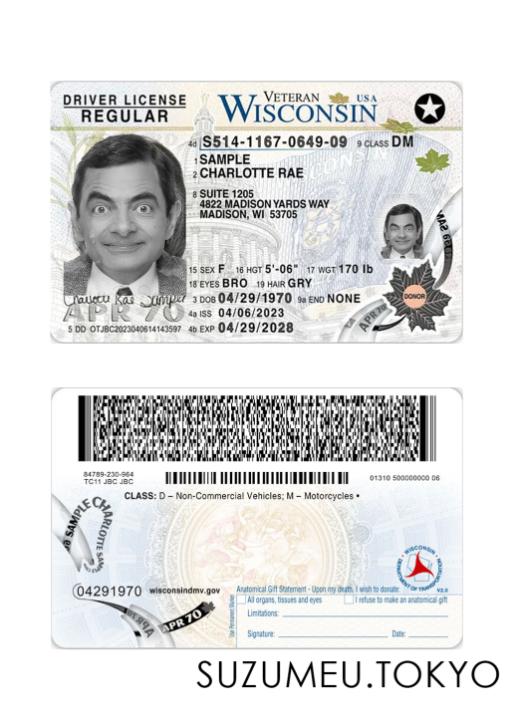 DRIVER LICENSE
REGULAR
VETERAN
USA
WISCONSIN
4d S514-1167-0649-09 9 CLASS DM
1 SAMPLE
2 CHARLOTTE RAE
8 SUITE 1205
4822 MADISON YARDS WAY
MADISON, WI 53705
15 SEX F 16 HGT 5'-06" 17 WGT 170 lb
18 EYES BRO 19 HAIR GRY
3 DOB 04/29/1970 9a END NONE
4a ISS 04/06/2023
4b EXP 04/29/2028
Charlotte Rae Sample
APR 70
5 DD OTJBC2023040614143597
DONOR
APR 70
84789-230-964
TC11 JBC JBC
01310 500000000 06
CLASS: D – Non-Commercial Vehicles; M – Motorcycles •
SAMPLE CHARLOTTE
04291970 wisconsindmv.gov
APR 70
WISCONSIN
DEPARTMENT OF TRANSPORTATION
Anatomical Gift Statement - Upon my death, I wish to donate:
All organs, tissues and eyes
I refuse to make an anatomical gift
Limitations:
Signature:
Date:
Use Permanent Marker
SUZUMEU.TOKYO